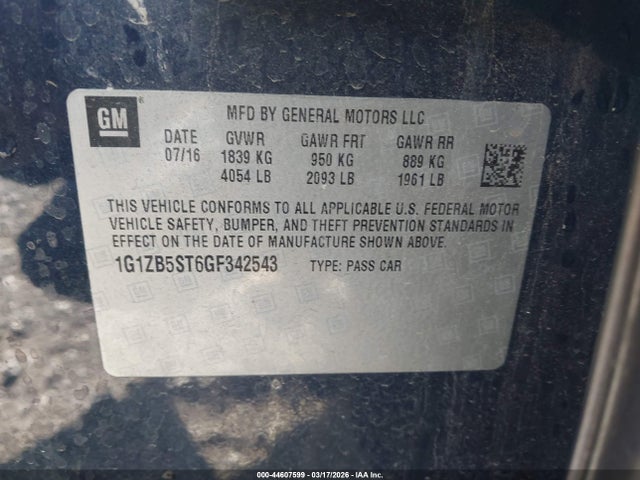 GM
MFD BY GENERAL MOTORS LLC
DATE GVWR GAWR FRT GAWR RR
07/16 1839 KG 950 KG 889 KG
4054 LB 2093 LB 1961 LB
THIS VEHICLE CONFORMS TO ALL APPLICABLE U.S. FEDERAL MOTOR
VEHICLE SAFETY, BUMPER, AND THEFT PREVENTION STANDARDS IN
EFFECT ON THE DATE OF MANUFACTURE SHOWN ABOVE.
1G1ZB5ST6GF342543 TYPE: PASS CAR
000-44607599 - 03/17/2026 - IAA Inc.